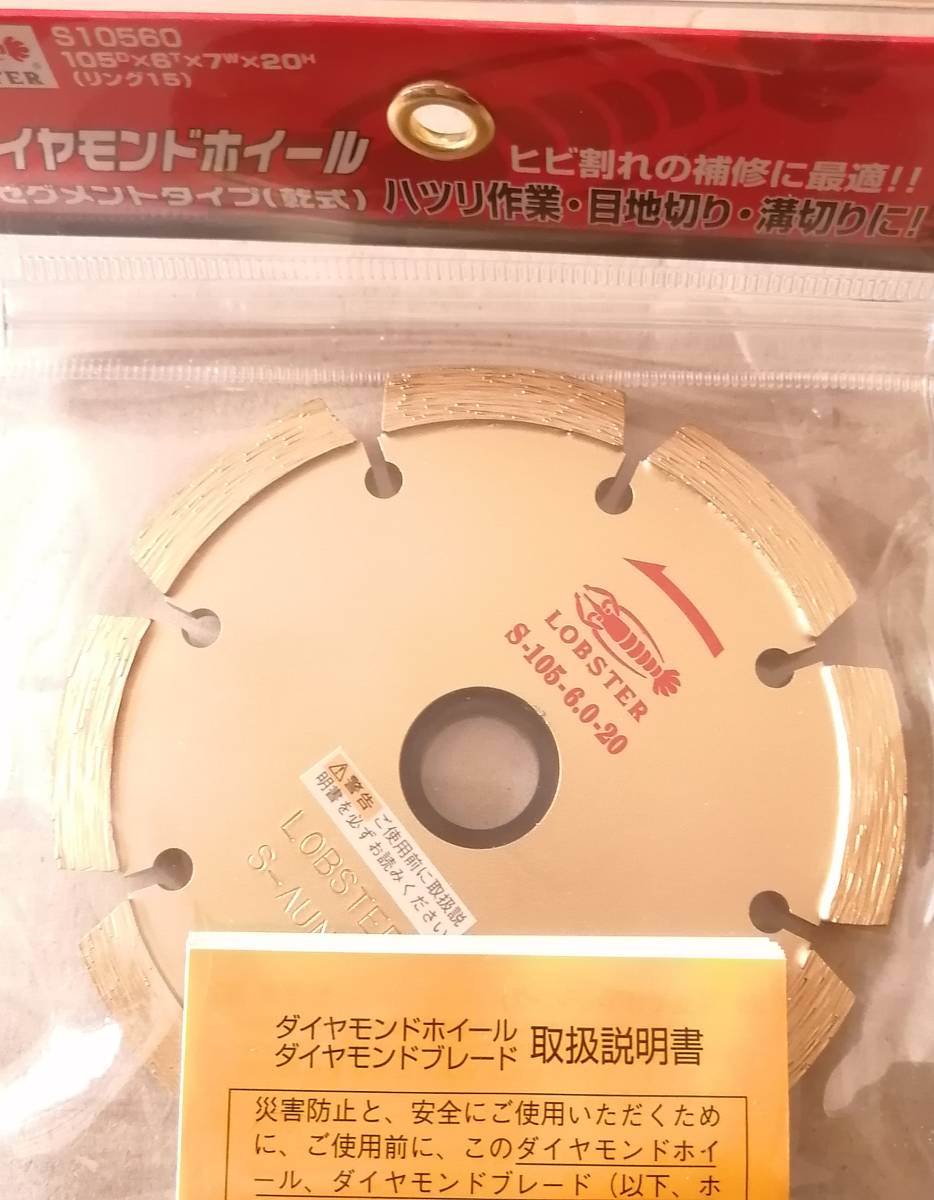 S10560
105ᴰ×6ᵀ×7ᵂ×20ᴴ
(リング15)
STER
®
イヤモンドホイール
セグメントタイプ(乾式)
ヒビ割れの補修に最適!!
ハツリ作業・目地切り・溝切りに!
LOBSTER
S-105-6.0-20
⚠警告 ご使用前に取扱説
明書を必ずお読みください
LOBSTE
ダイヤモンドホイール
ダイヤモンドブレード
取扱説明書
災害防止と、安全にご使用いただくため
に、ご使用前に、このダイヤモンドホイ
ール、ダイヤモンドブレード(以下、ホ